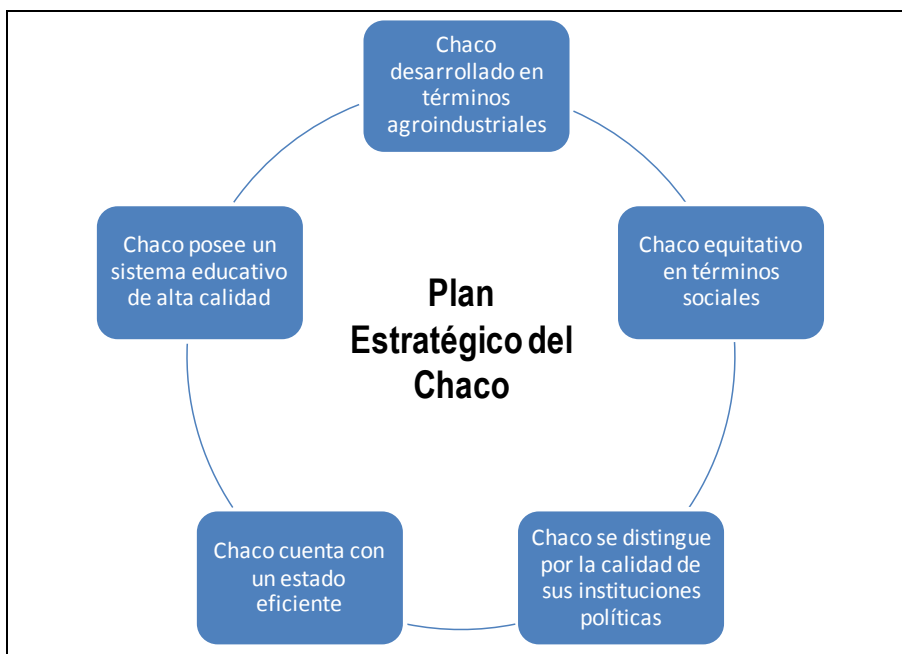 Chaco
desarrollado en
términos
agroindustriales
Chaco equitativo
en términos
sociales
Chaco se distingue
por la calidad de
sus instituciones
políticas
Chaco cuenta con
un estado
eficiente
Chaco posee un
sistema educativo
de alta calidad
Plan
Estratégico del
Chaco